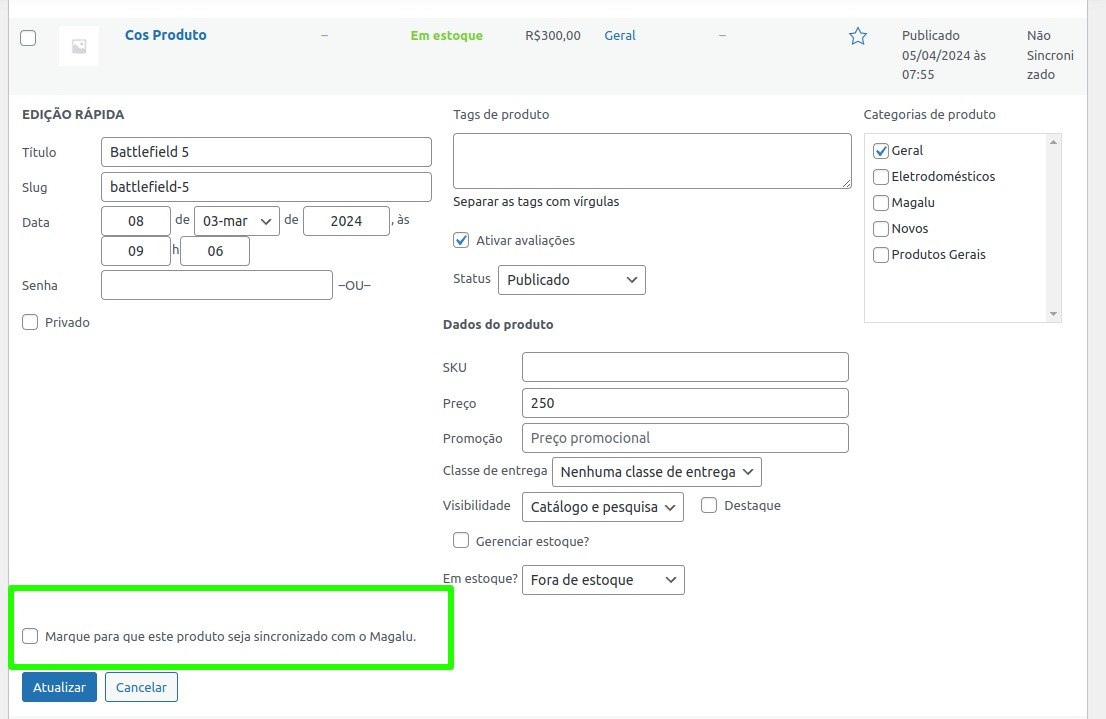 Cos Produto – Em estoque R$300,00 Geral – Publicado 05/04/2024 às 07:55 Não Sincronizado
EDIÇÃO RÁPIDA
Título Battlefield 5
Slug battlefield-5
Data 08 de 03-mar de 2024 , às
09 h 06
Senha –OU–
Privado
Tags de produto
Separar as tags com vírgulas
Ativar avaliações
Status Publicado
Dados do produto
SKU
Preço 250
Promoção Preço promocional
Classe de entrega Nenhuma classe de entrega
Visibilidade Catálogo e pesquisa Destaque
Gerenciar estoque?
Em estoque? Fora de estoque
Categorias de produto
Geral
Eletrodomésticos
Magalu
Novos
Produtos Gerais
Marque para que este produto seja sincronizado com o Magalu.
Atualizar Cancelar